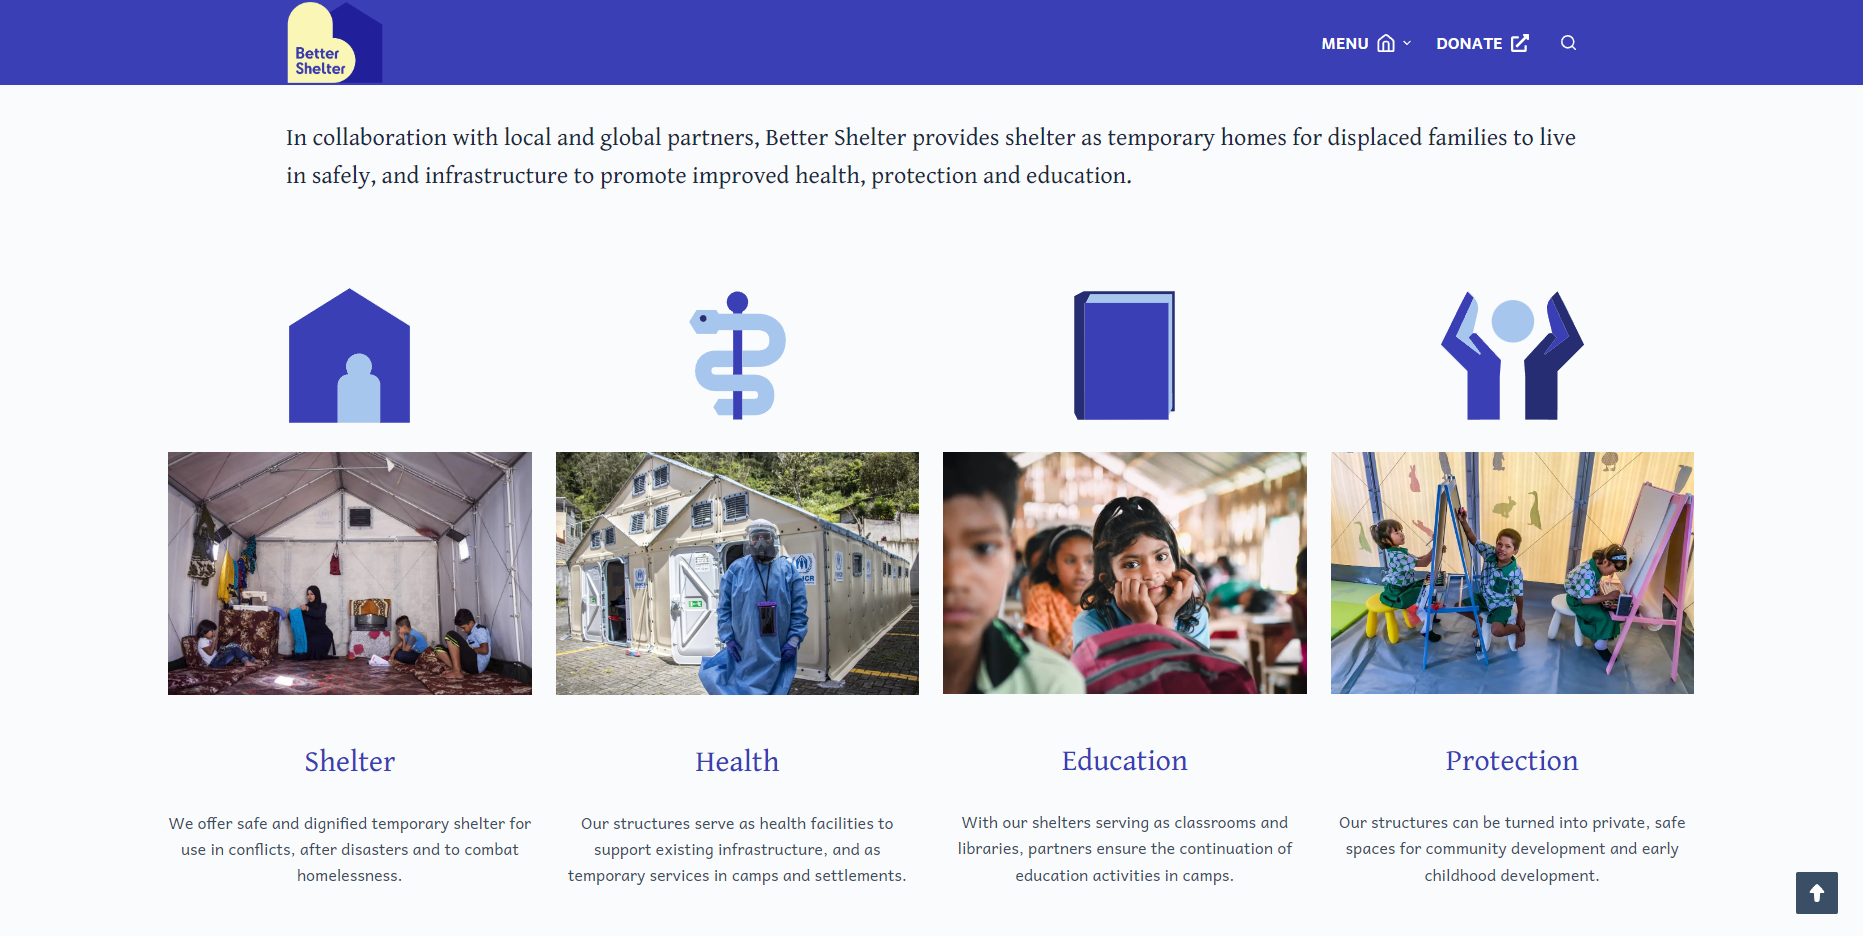 Better
Shelter
MENU
DONATE
In collaboration with local and global partners, Better Shelter provides shelter as temporary homes for displaced families to live
in safely, and infrastructure to promote improved health, protection and education.
Shelter
We offer safe and dignified temporary shelter for
use in conflicts, after disasters and to combat
homelessness.
Health
Our structures serve as health facilities to
support existing infrastructure, and as
temporary services in camps and settlements.
Education
With our shelters serving as classrooms and
libraries, partners ensure the continuation of
education activities in camps.
Protection
Our structures can be turned into private, safe
spaces for community development and early
childhood development.